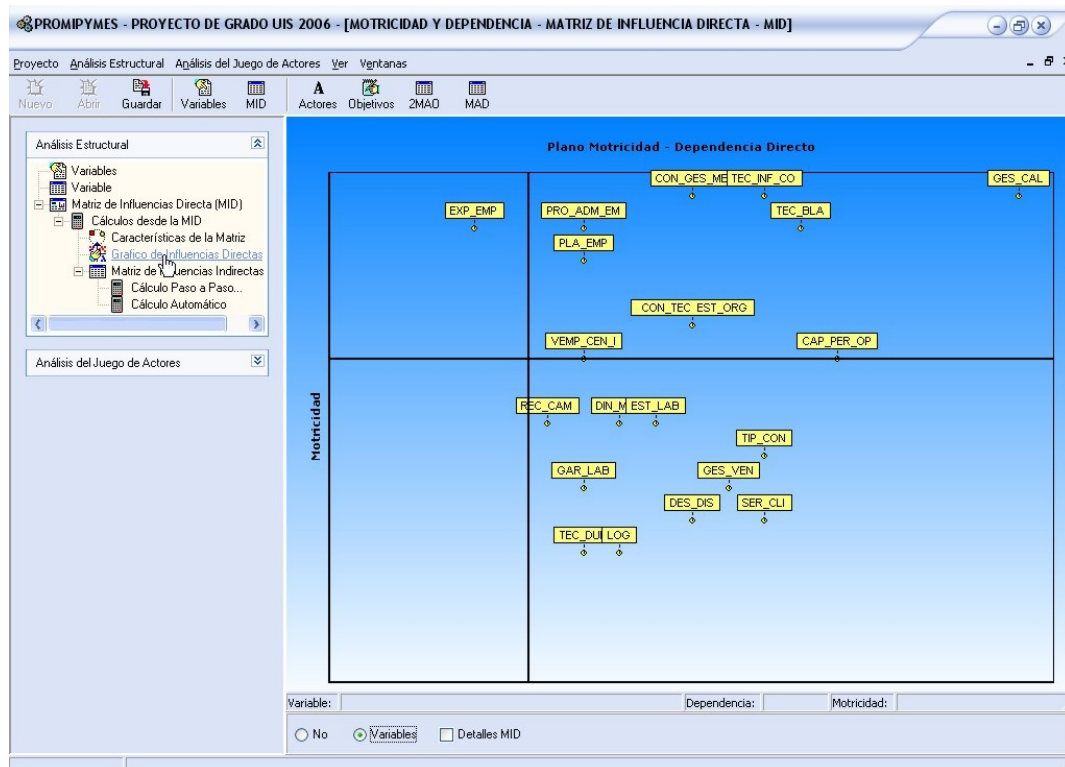 PROMIPYMES - PROYECTO DE GRADO UIS 2006 - [MOTRICIDAD Y DEPENDENCIA - MATRIZ DE INFLUENCIA DIRECTA - MID]
Proyecto Análisis Estructural Análisis del Juego de Actores Ver Ventanas
Nuevo Abrir Guardar Variables MID Actores Objetivos 2MAO MAD
Análisis Estructural
Variables
Variable
Matriz de Influencias Directa (MID)
Cálculos desde la MID
Características de la Matriz
Grafico de Influencias Directas
Matriz de Influencias Indirectas
Cálculo Paso a Paso...
Cálculo Automático
Análisis del Juego de Actores
Plano Motricidad - Dependencia Directo
CON_GES_ME TEC_INF_CO GES_CAL
EXP_EMP PRO_ADM_EM TEC_BLA
PLA_EMP
CON_TEC_EST_ORG
VEMP_CEN_I CAP_PER_OP
REC_CAM DIN_M EST_LAB
TIP_CON
GAR_LAB GES_VEN
DES_DIS SER_CLI
TEC_DU LOG
Motricidad
Variable: Dependencia: Motricidad:
No Variables Detalles MID